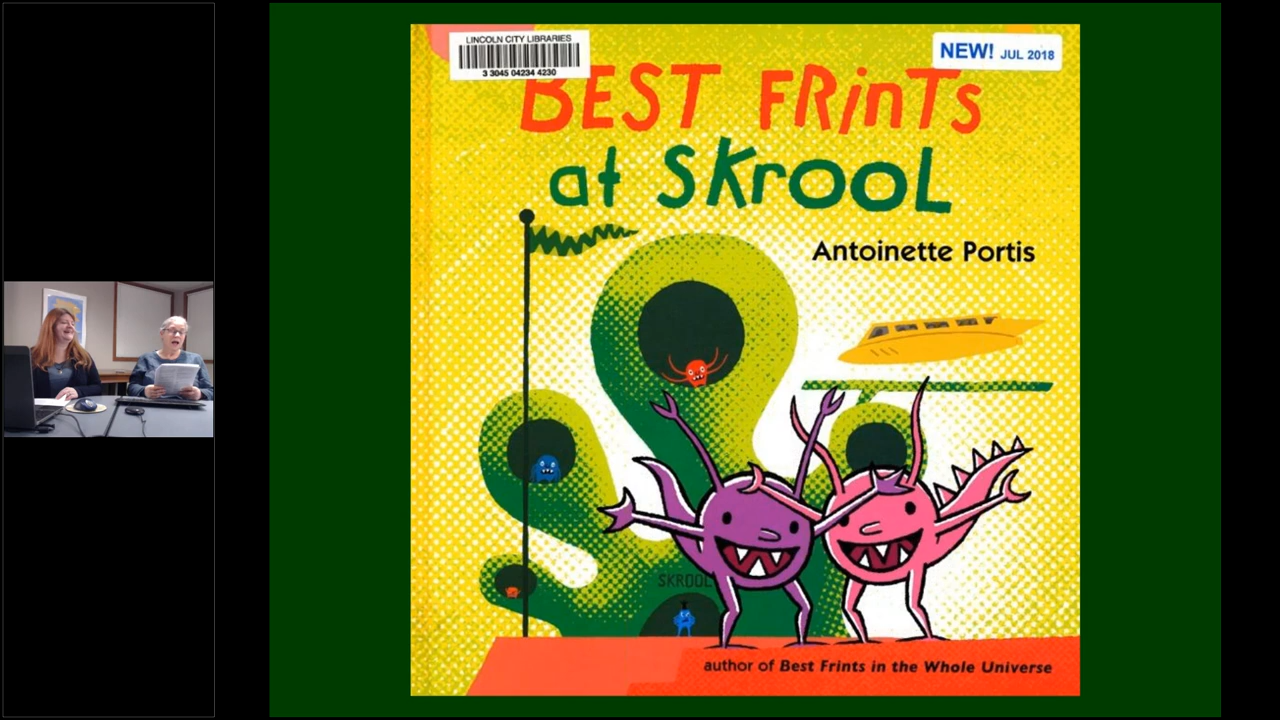 LINCOLN CITY LIBRARIES
3 3045 04234 4230
NEW! JUL 2018
BEST FRinTs
at SKrOOL
Antoinette Portis
SKROOL
author of Best Frints in the Whole Universe